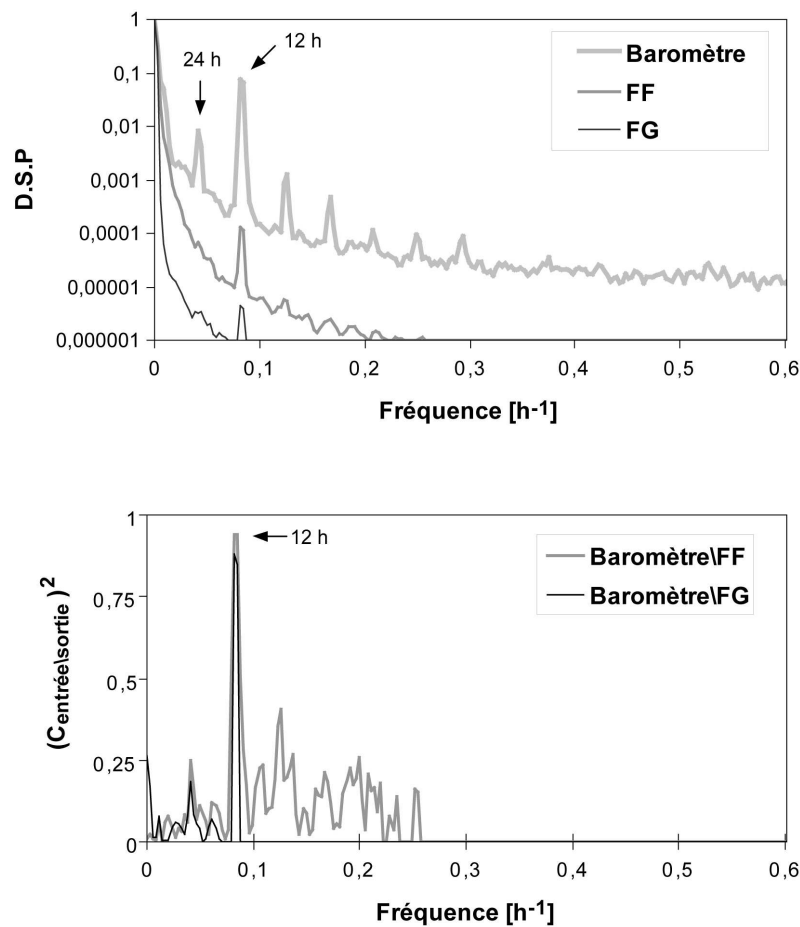 1
0,1
0,01
0,001
0,0001
0,00001
0,000001
D.S.P
24 h
12 h
Baromètre
FF
FG
0 0,1 0,2 0,3 0,4 0,5 0,6
Fréquence [h-1]
1
0.75
0,5
0,25
0
(Centrée\sortie )2
12 h
Baromètre\FF
Baromètre\FG
0 0,1 0,2 0,3 0,4 0,5 0,6
Fréquence [h-1]